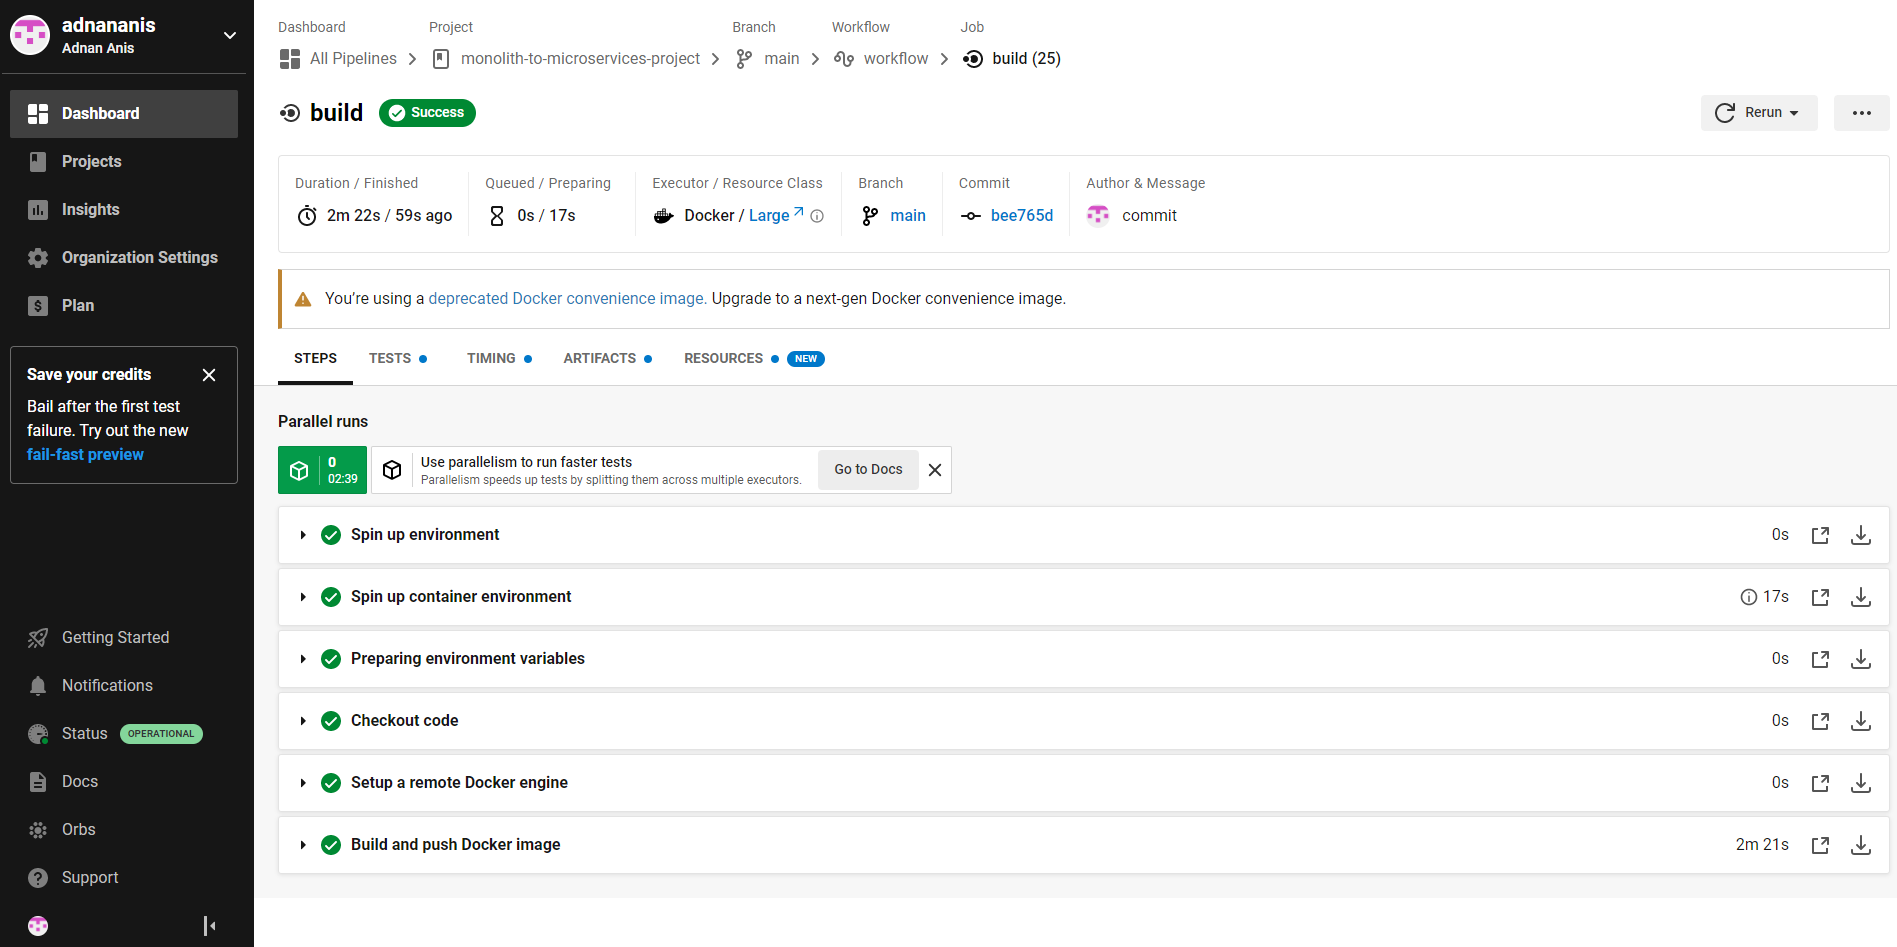 adnananis
Adnan Anis
Dashboard
Projects
Insights
Organization Settings
Plan
Save your credits
Bail after the first test
failure. Try out the new
fail-fast preview
Getting Started
Notifications
Status OPERATIONAL
Docs
Orbs
Support
Dashboard Project Branch Workflow Job
All Pipelines monolith-to-microservices-project main workflow build (25)
build Success
Rerun
Duration / Finished Queued / Preparing Executor / Resource Class Branch Commit Author & Message
2m 22s / 59s ago 0s / 17s Docker / Large main bee765d commit
You’re using a deprecated Docker convenience image. Upgrade to a next-gen Docker convenience image.
STEPS TESTS TIMING ARTIFACTS RESOURCES NEW
Parallel runs
0
02:39
Use parallelism to run faster tests
Parallelism speeds up tests by splitting them across multiple executors.
Go to Docs
Spin up environment 0s
Spin up container environment 17s
Preparing environment variables 0s
Checkout code 0s
Setup a remote Docker engine 0s
Build and push Docker image 2m 21s